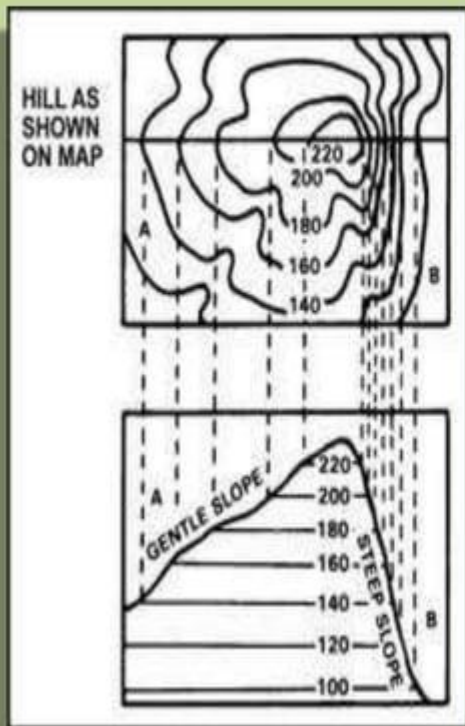 HILL AS
SHOWN
ON MAP
220
200
180
160
140
A
B
A
GENTLE SLOPE
220
200
180
160
140
120
100
STEEP SLOPE
B